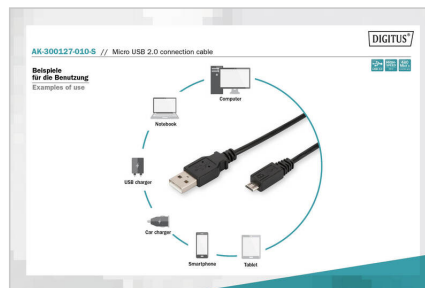 DIGITUS®
AK-300127-010-S // Micro USB 2.0 connection cable
Beispiele
für die Benutzung
Examples of use
Computer
Notebook
USB charger
Car charger
Smartphone
Tablet